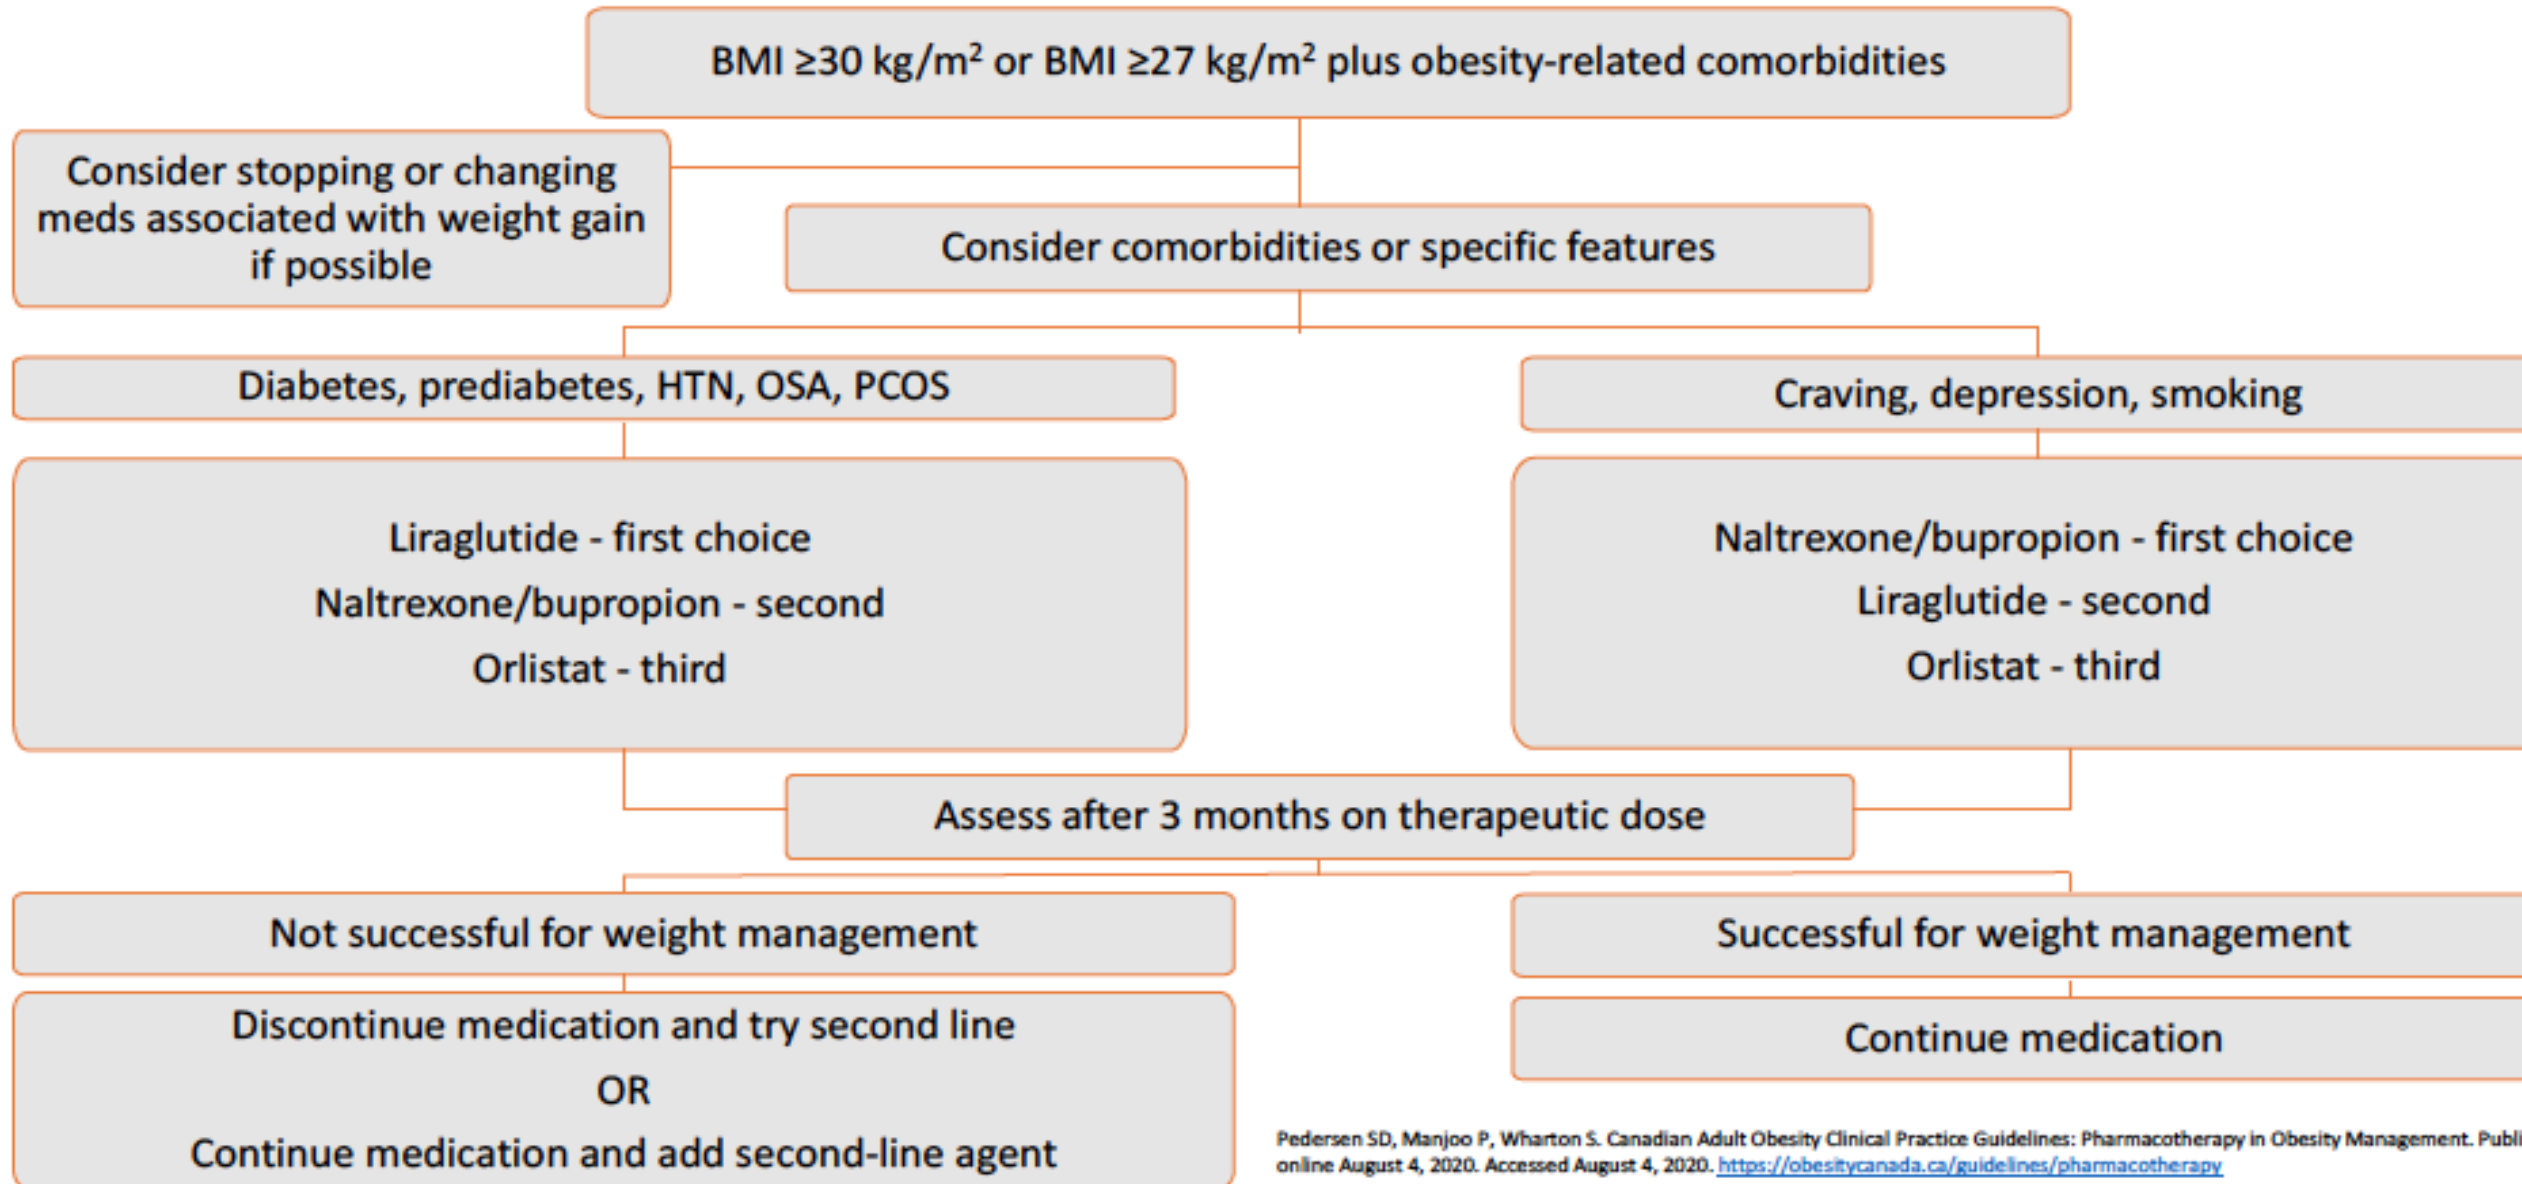 BMI ≥30 kg/m² or BMI ≥27 kg/m² plus obesity-related comorbidities
Consider stopping or changing
meds associated with weight gain
if possible
Consider comorbidities or specific features
Diabetes, prediabetes, HTN, OSA, PCOS
Craving, depression, smoking
Liraglutide - first choice
Naltrexone/bupropion - second
Orlistat - third
Naltrexone/bupropion - first choice
Liraglutide - second
Orlistat - third
Assess after 3 months on therapeutic dose
Not successful for weight management
Successful for weight management
Discontinue medication and try second line
OR
Continue medication and add second-line agent
Continue medication
Pedersen SD, Manjoo P, Wharton S. Canadian Adult Obesity Clinical Practice Guidelines: Pharmacotherapy in Obesity Management. Publi
online August 4, 2020. Accessed August 4, 2020. https://obesitycanada.ca/guidelines/pharmacotherapy